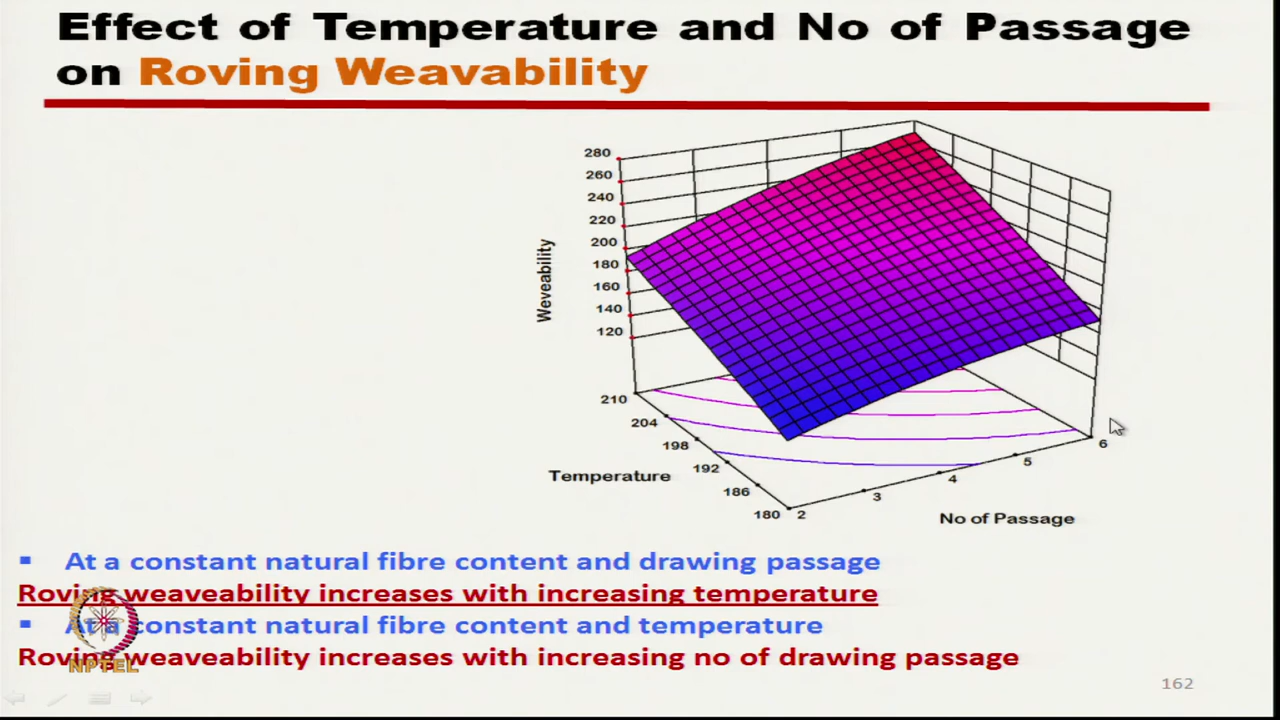 Effect of Temperature and No of Passage
on Roving Weavability
280
260
240
220
200
180
160
140
120
Weveability
210
204
198
192
186
180
Temperature
2
3
4
5
6
No of Passage
▪ At a constant natural fibre content and drawing passage
Roving weaveability increases with increasing temperature
▪ At a constant natural fibre content and temperature
Roving weaveability increases with increasing no of drawing passage
NPTEL
162